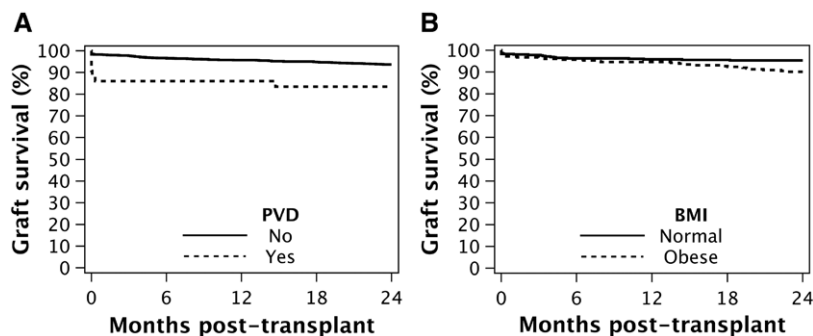 A
Graft survival (%)
100
90
80
70
60
50
40
30
20
10
0
PVD
No
Yes
0 6 12 18 24
Months post-transplant
B
Graft survival (%)
100
90
80
70
60
50
40
30
20
10
0
BMI
Normal
Obese
0 6 12 18 24
Months post-transplant